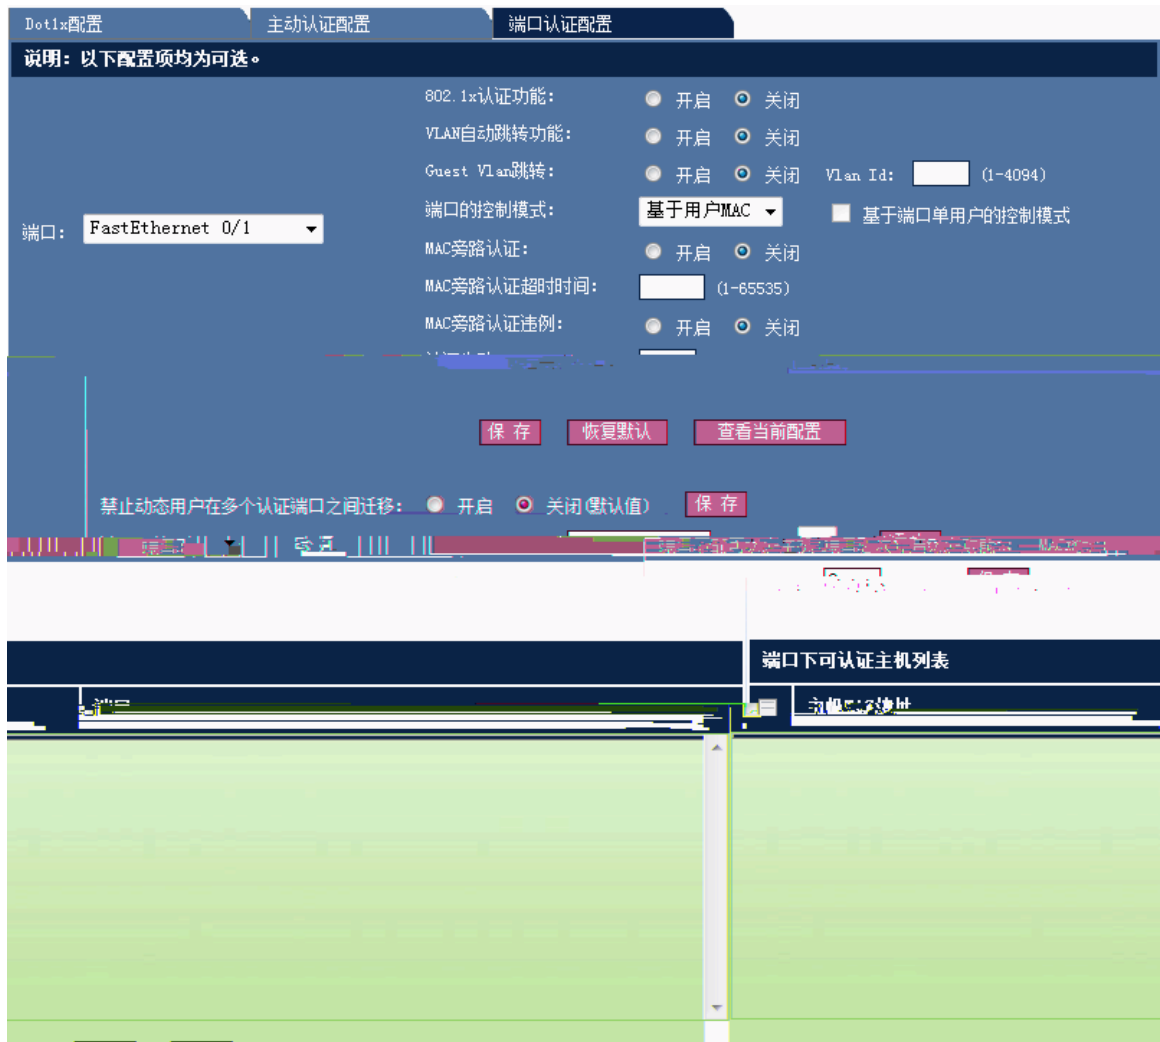 Dot1x配置 主动认证配置 端口认证配置
说明：以下配置项均为可选。
802.1x认证功能： 开启 关闭
VLAN自动跳转功能： 开启 关闭
Guest Vlan跳转： 开启 关闭 Vlan Id: (1-4094)
端口的控制模式： 基于用户MAC 基于端口单用户的控制模式
端口： FastEthernet 0/1
MAC旁路认证： 开启 关闭
MAC旁路认证超时时间： (1-65535)
MAC旁路认证违例： 开启 关闭
保 存 恢复默认 查看当前配置
禁止动态用户在多个认证端口之间迁移： 开启 关闭(默认值) 保 存
端口下可认证主机列表